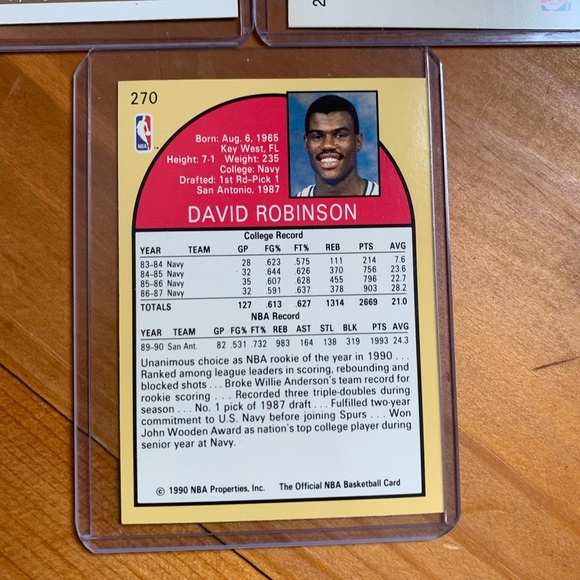 2
270
NBA
Born: Aug. 6, 1965
Key West, FL
Height: 7-1 Weight: 235
College: Navy
Drafted: 1st Rd-Pick 1
San Antonio, 1987
DAVID ROBINSON
College Record
YEAR TEAM GP FG% FT% REB PTS AVG
83-84 Navy 28 .623 .575 111 214 7.6
84-85 Navy 32 .644 .626 370 756 23.6
85-86 Navy 35 .607 .628 455 796 22.7
86-87 Navy 32 .591 .637 378 903 28.2
TOTALS 127 .613 .627 1314 2669 21.0
NBA Record
YEAR TEAM GP FG% FT% REB AST STL BLK PTS AVG
89-90 San Ant. 82 .531 .732 983 164 138 319 1993 24.3
Unanimous choice as NBA rookie of the year in 1990 . . .
Ranked among league leaders in scoring, rebounding and
blocked shots . . . Broke Willie Anderson's team record for
rookie scoring . . . Recorded three triple-doubles during
season . . . No. 1 pick of 1987 draft . . . Fulfilled two-year
commitment to U.S. Navy before joining Spurs . . . Won
John Wooden Award as nation's top college player during
senior year at Navy.
© 1990 NBA Properties, Inc. The Official NBA Basketball Card